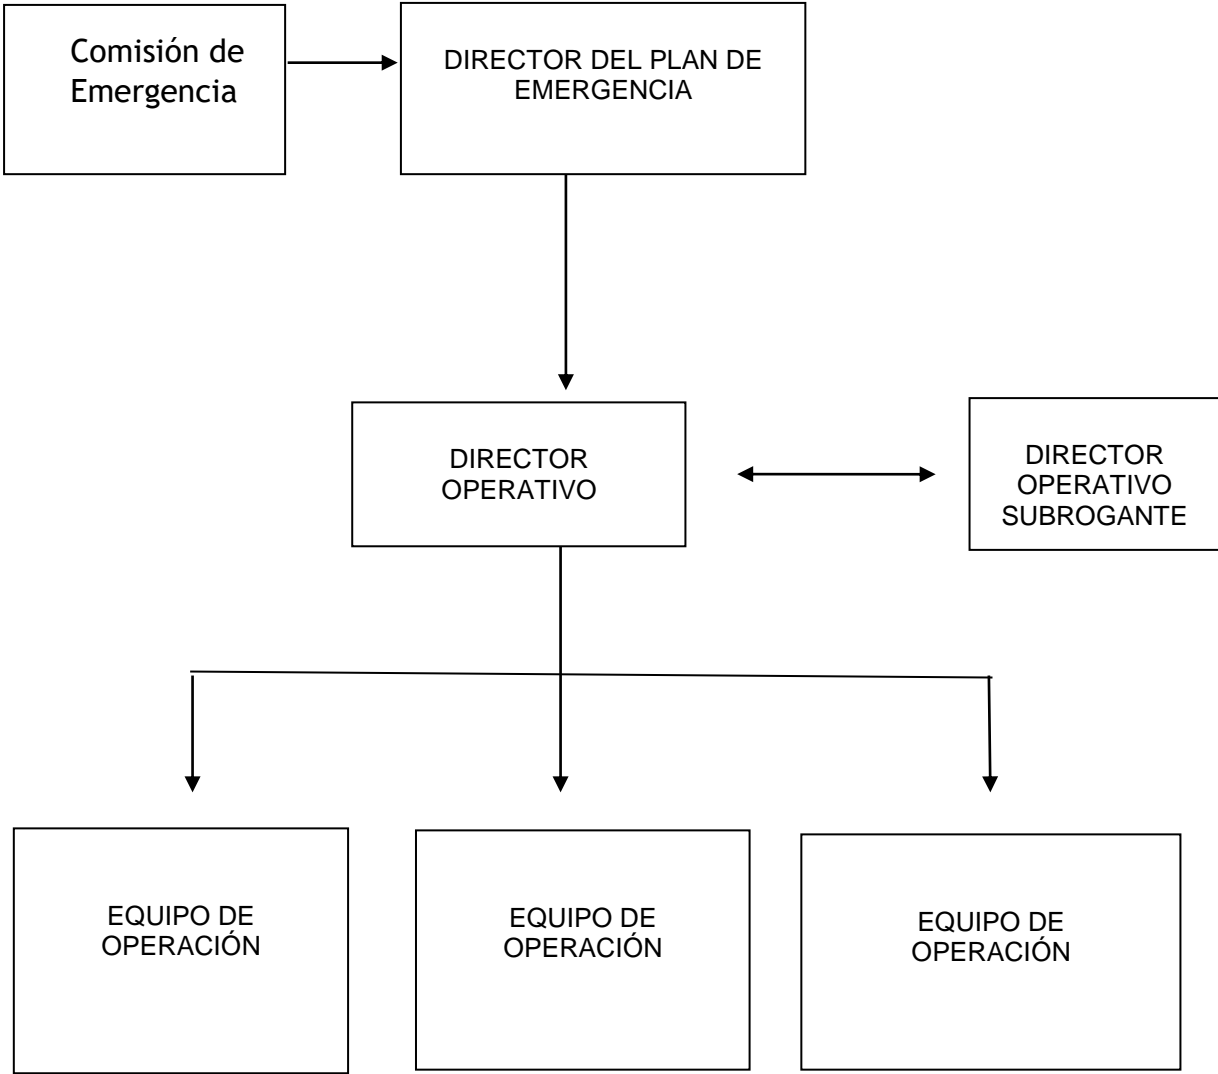 Comisión de
Emergencia
DIRECTOR DEL PLAN DE
EMERGENCIA
DIRECTOR
OPERATIVO
DIRECTOR
OPERATIVO
SUBROGANTE
EQUIPO DE
OPERACIÓN
EQUIPO DE
OPERACIÓN
EQUIPO DE
OPERACIÓN